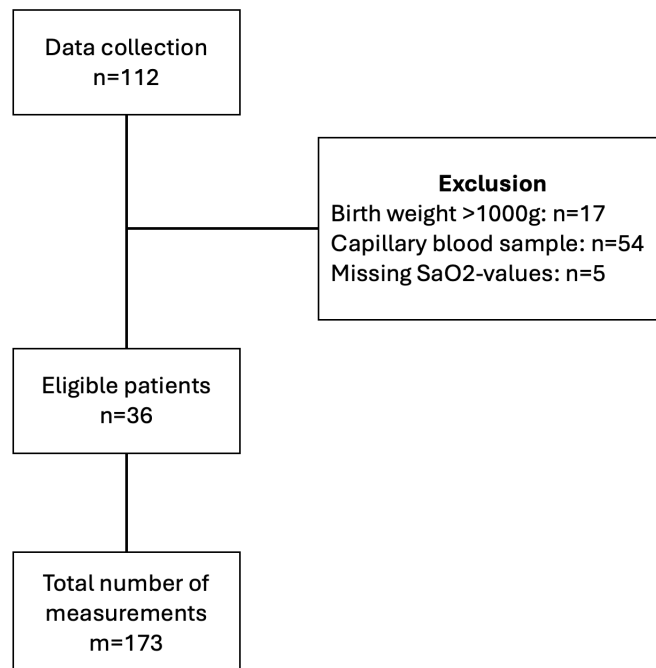 Data collection
n=112
Exclusion
Birth weight >1000g: n=17
Capillary blood sample: n=54
Missing SaO2-values: n=5
Eligible patients
n=36
Total number of
measurements
m=173